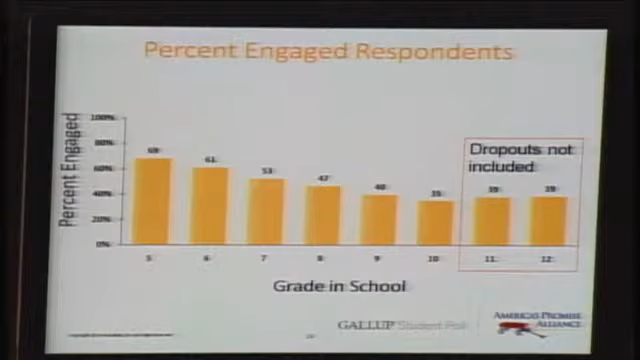 Percent Engaged Respondents
Percent Engaged
100%
80%
60%
40%
20%
0%
69
61
53
47
40
35
39
39
Dropouts not
included
5
6
7
8
9
10
11
12
Grade in School
GALLUP Student Poll
AMERICA'S PROMISE
ALLIANCE